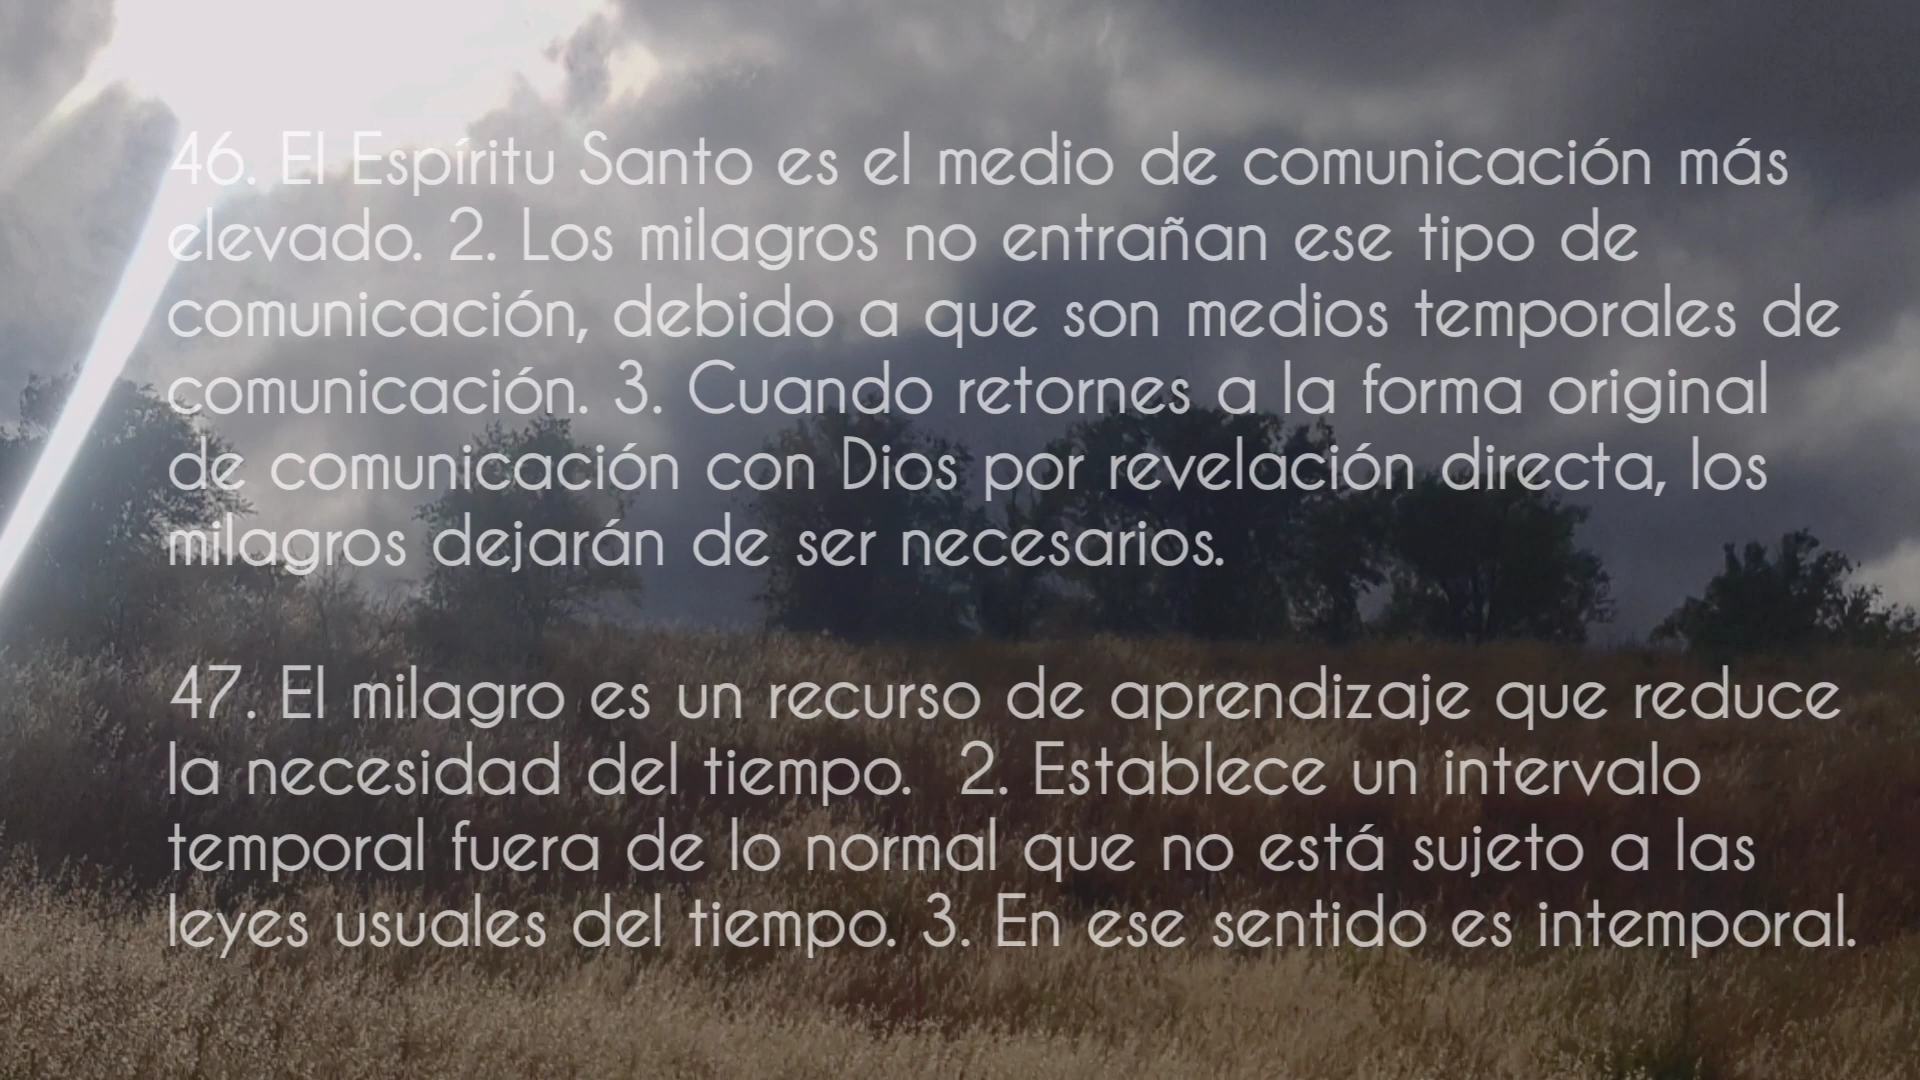 46. El Espíritu Santo es el medio de comunicación más
elevado. 2. Los milagros no entrañan ese tipo de
comunicación, debido a que son medios temporales de
comunicación. 3. Cuando retornes a la forma original
de comunicación con Dios por revelación directa, los
milagros dejarán de ser necesarios.
47. El milagro es un recurso de aprendizaje que reduce
la necesidad del tiempo.  2. Establece un intervalo
temporal fuera de lo normal que no está sujeto a las
leyes usuales del tiempo. 3. En ese sentido es intemporal.